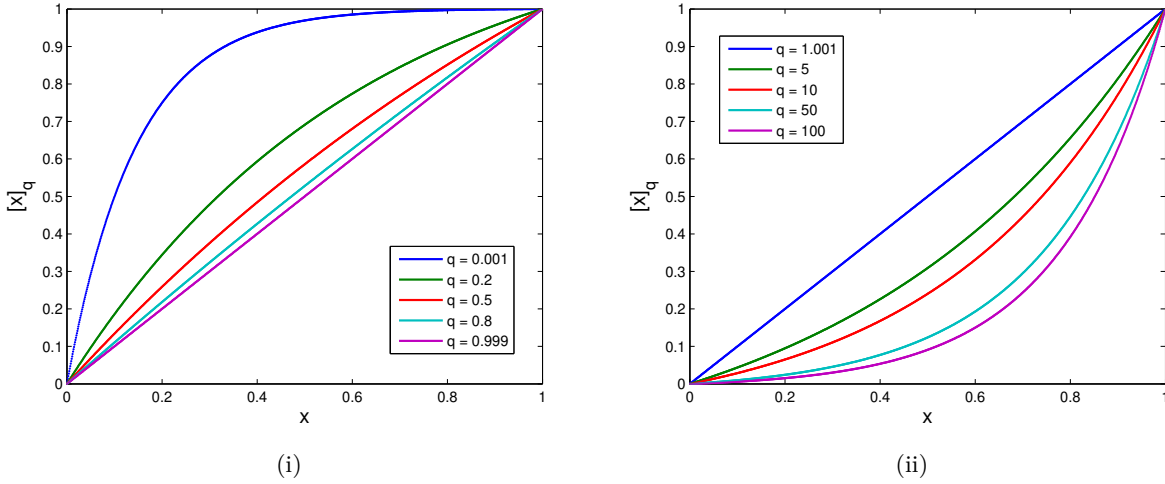 1
0.9
0.8
0.7
0.6
0.5
0.4
0.3
0.2
0.1
0
[x]q
q = 0.001
q = 0.2
q = 0.5
q = 0.8
q = 0.999
0 0.2 0.4 0.6 0.8 1
x
(i)
1
0.9
0.8
0.7
0.6
0.5
0.4
0.3
0.2
0.1
0
[x]q
q = 1.001
q = 5
q = 10
q = 50
q = 100
0 0.2 0.4 0.6 0.8 1
x
(ii)